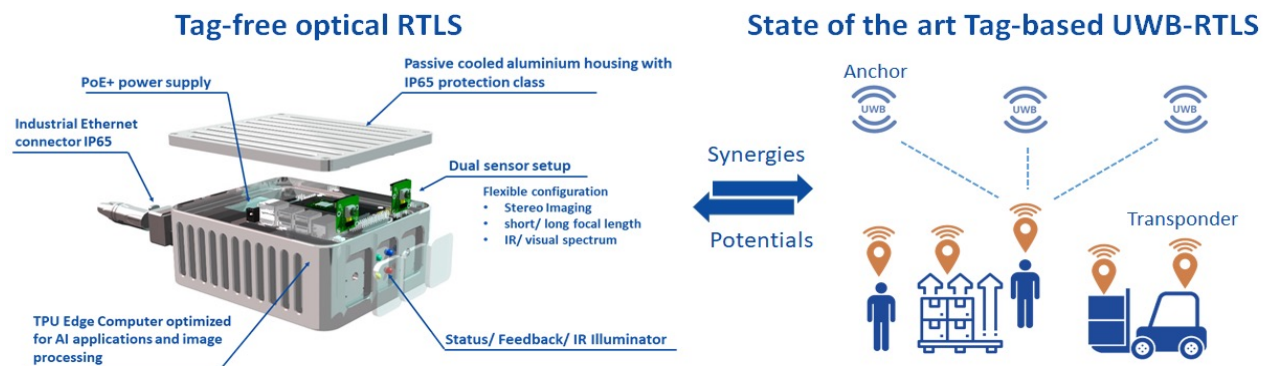 Tag-free optical RTLS
State of the art Tag-based UWB-RTLS
Passive cooled aluminium housing with
IP65 protection class
PoE+ power supply
Industrial Ethernet
connector IP65
Dual sensor setup
Flexible configuration
• Stereo Imaging
• short/ long focal length
• IR/ visual spectrum
TPU Edge Computer optimized
for AI applications and image
processing
Status/ Feedback/ IR Illuminator
Synergies
Potentials
Anchor
UWB
UWB
UWB
Transponder